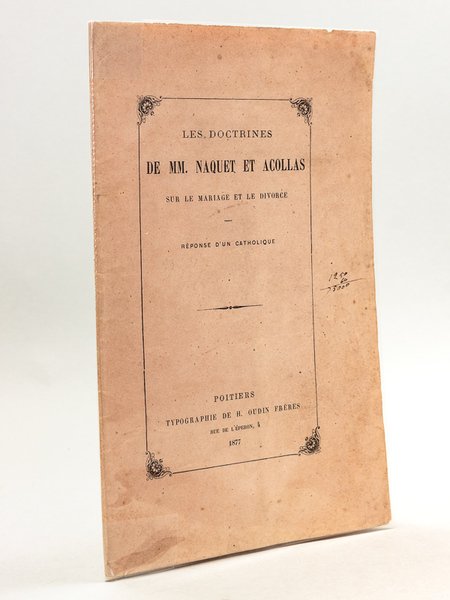 LES DOCTRINES
DE MM. NAQUET ET ACOLLAS
SUR LE MARIAGE ET LE DIVORCE
RÉPONSE D'UN CATHOLIQUE
POITIERS
TYPOGRAPHIE DE H. OUDIN FRÈRES
RUE DE L'ÉPERON, 4
1877